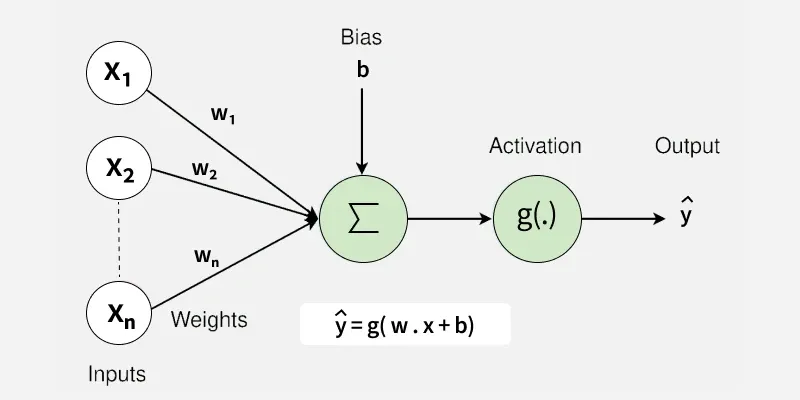 Bias
b
X₁
w₁
Activation
Output
X₂
w₂
∑
g(.)
ŷ
wₙ
Xₙ
Weights
ŷ = g( w . x + b)
Inputs